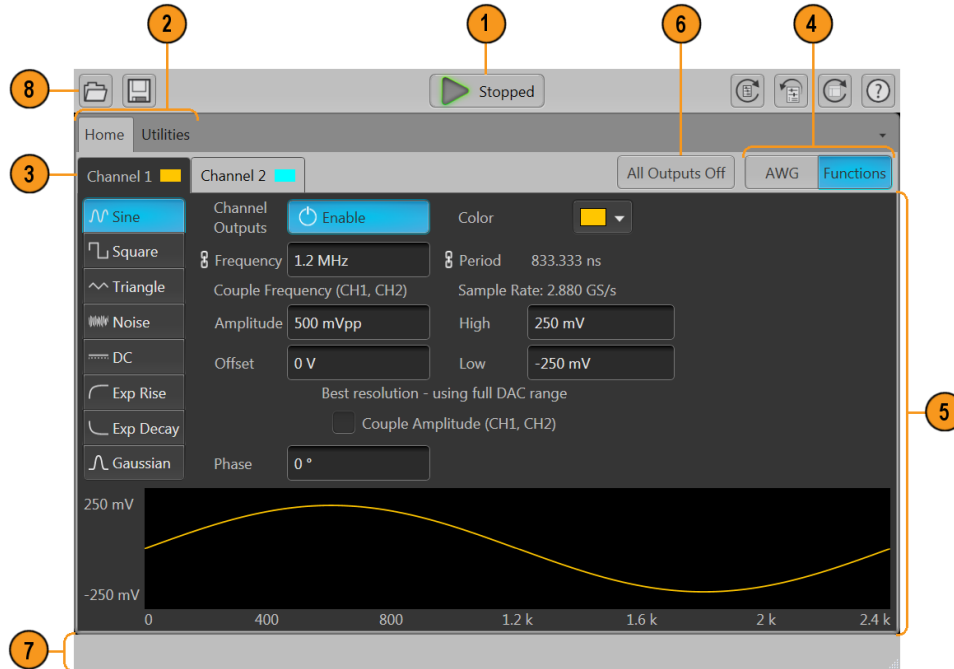 2
1
6
4
8
Stopped
Home
Utilities
3
Channel 1
Channel 2
All Outputs Off
AWG
Functions
Sine
Channel
Outputs
Enable
Color
Square
Frequency
1.2 MHz
Period
833.333 ns
Triangle
Couple Frequency (CH1, CH2)
Sample Rate: 2.880 GS/s
Noise
Amplitude
500 mVpp
High
250 mV
DC
Offset
0 V
Low
-250 mV
Exp Rise
Best resolution - using full DAC range
Exp Decay
Couple Amplitude (CH1, CH2)
5
Gaussian
Phase
0 °
250 mV
-250 mV
0
400
800
1.2 k
1.6 k
2 k
2.4 k
7